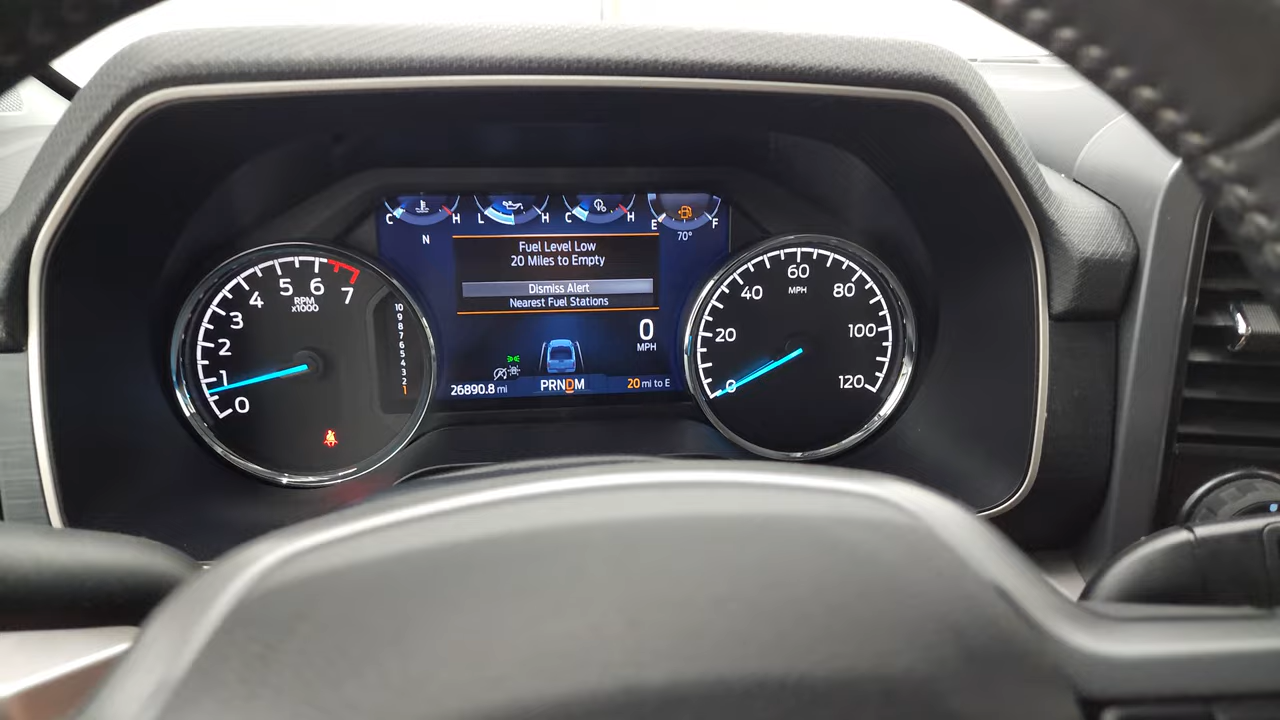 C H L H C H E F
N
70°
Fuel Level Low
20 Miles to Empty
Dismiss Alert
Nearest Fuel Stations
0
MPH
26890.8 mi
PRNDM
20 mi to E
0
1
2
3
4
5
6
7
RPM
x1000
10
9
8
7
6
5
4
3
2
1
0
20
40
60
80
100
120
MPH